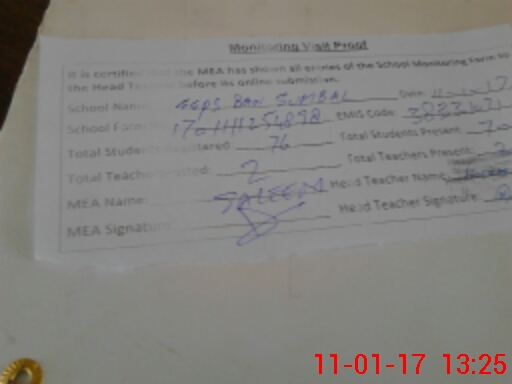 Monitoring Visit Proof
It is certified that the MEA has shown all entries of the School Monitoring Form to
the Head Teacher before its online submission.
School Name: GGPS BAN SUMBAL Date:
School Form EMIS Code:
Total Students Registered: 76 Total Students Present: 70
Total Teachers Posted: 2 Total Teachers Present: 2
MEA Name: SALEEM Head Teacher Name:
MEA Signature: Head Teacher Signature:
11-01-17 13:25